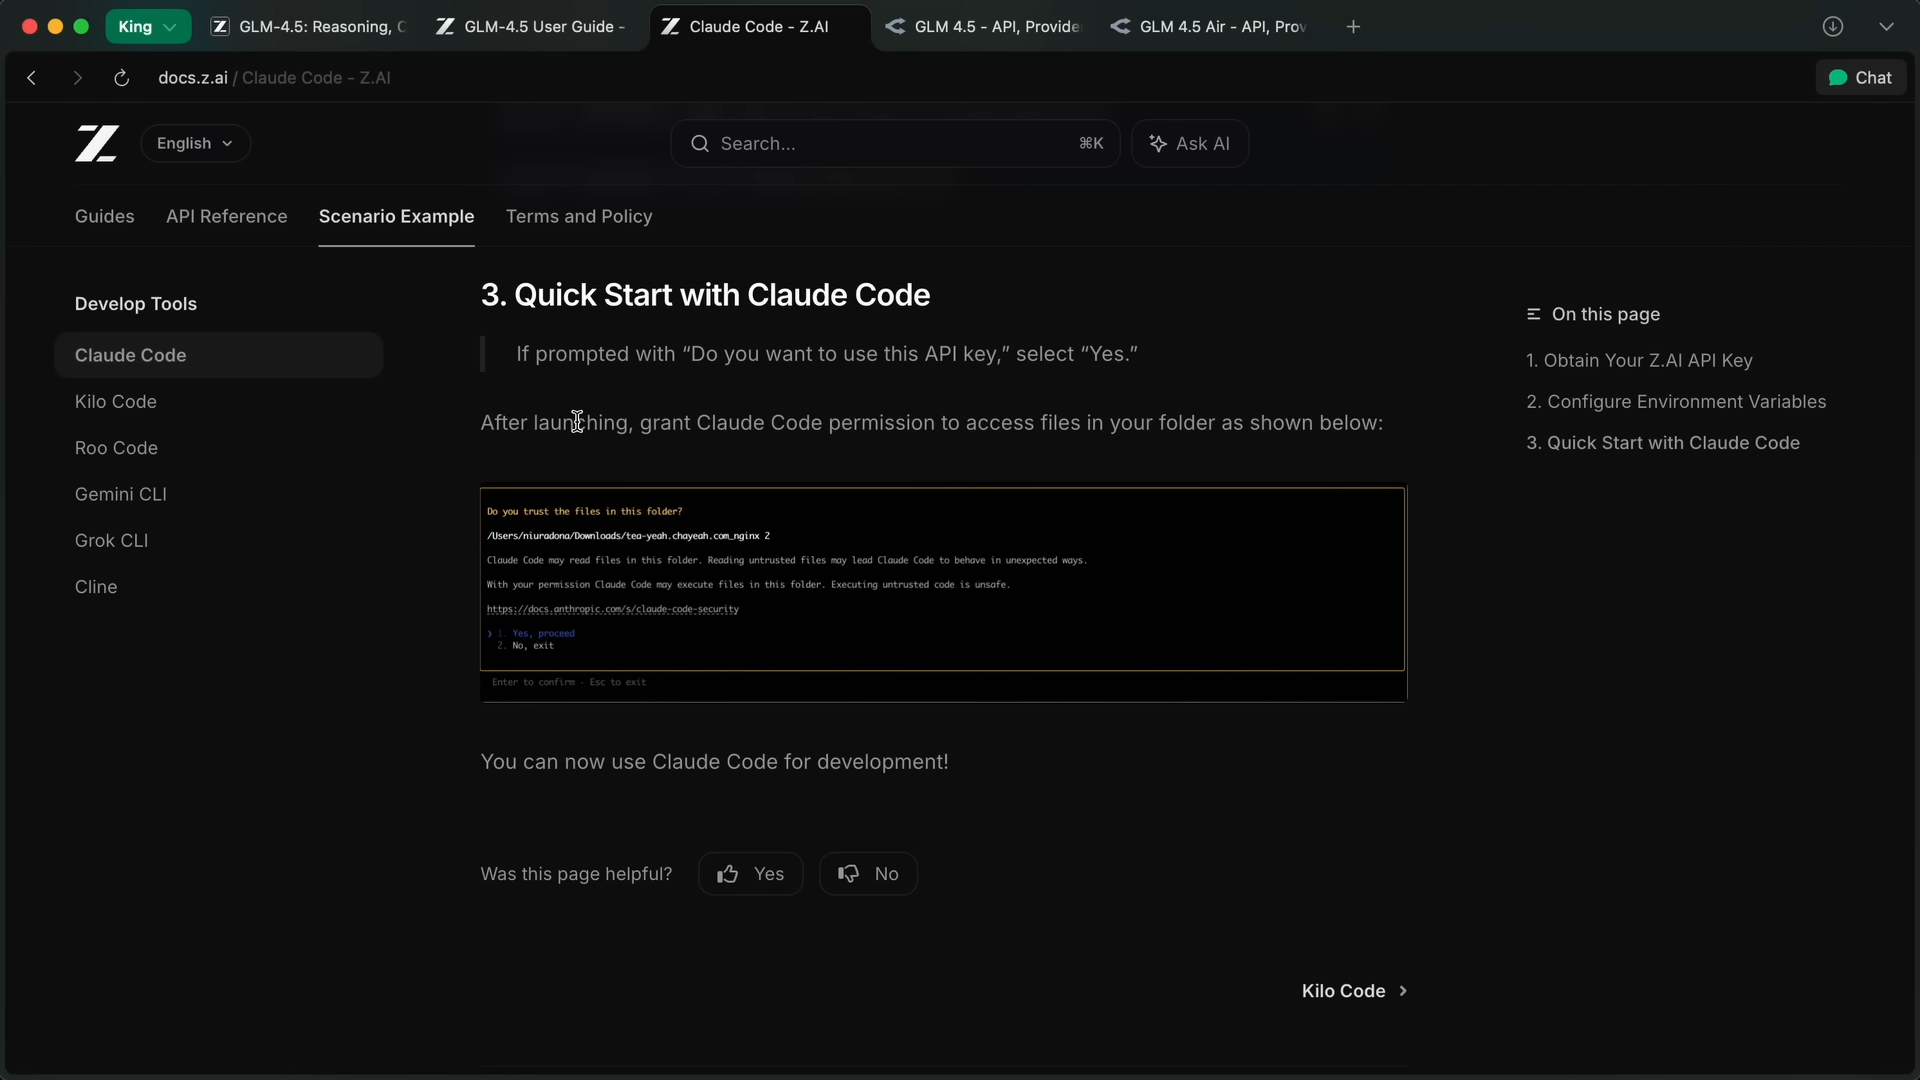 King
GLM-4.5: Reasoning, C
GLM-4.5 User Guide -
Claude Code - Z.AI
GLM 4.5 - API, Provide
GLM 4.5 Air - API, Prov
docs.z.ai / Claude Code - Z.AI
Chat
English
Search...
⌘K
Ask AI
Guides
API Reference
Scenario Example
Terms and Policy
Develop Tools
Claude Code
Kilo Code
Roo Code
Gemini CLI
Grok CLI
Cline
3. Quick Start with Claude Code
If prompted with “Do you want to use this API key,” select “Yes.”
After launching, grant Claude Code permission to access files in your folder as shown below:
Do you trust the files in this folder?
/Users/niuradona/Downloads/tea-yeah.chayeah.com_nginx 2
Claude Code may read files in this folder. Reading untrusted files may lead Claude Code to behave in unexpected ways.
With your permission Claude Code may execute files in this folder. Executing untrusted code is unsafe.
https://docs.anthropic.com/s/claude-code-security
❯ 1. Yes, proceed
2. No, exit
Enter to confirm · Esc to exit
You can now use Claude Code for development!
Was this page helpful?
Yes
No
Kilo Code
On this page
1. Obtain Your Z.AI API Key
2. Configure Environment Variables
3. Quick Start with Claude Code